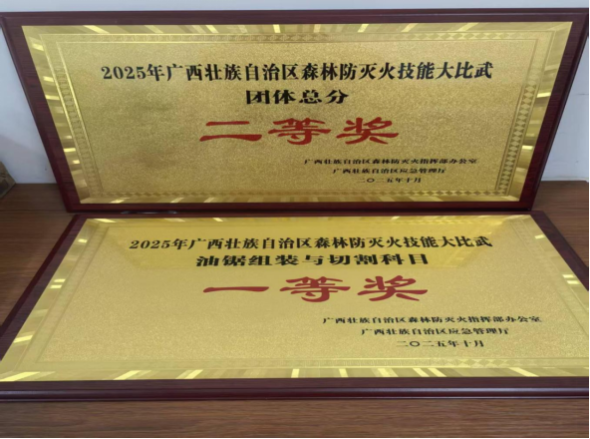 2025年广西壮族自治区森林防灭火技能大比武
团体总分
二等奖
广西壮族自治区森林防灭火指挥部办公室
广西壮族自治区应急管理厅
二〇二五年十月
2025年广西壮族自治区森林防灭火技能大比武
油锯组装与切割科目
一等奖
广西壮族自治区森林防灭火指挥部办公室
广西壮族自治区应急管理厅
二〇二五年十月